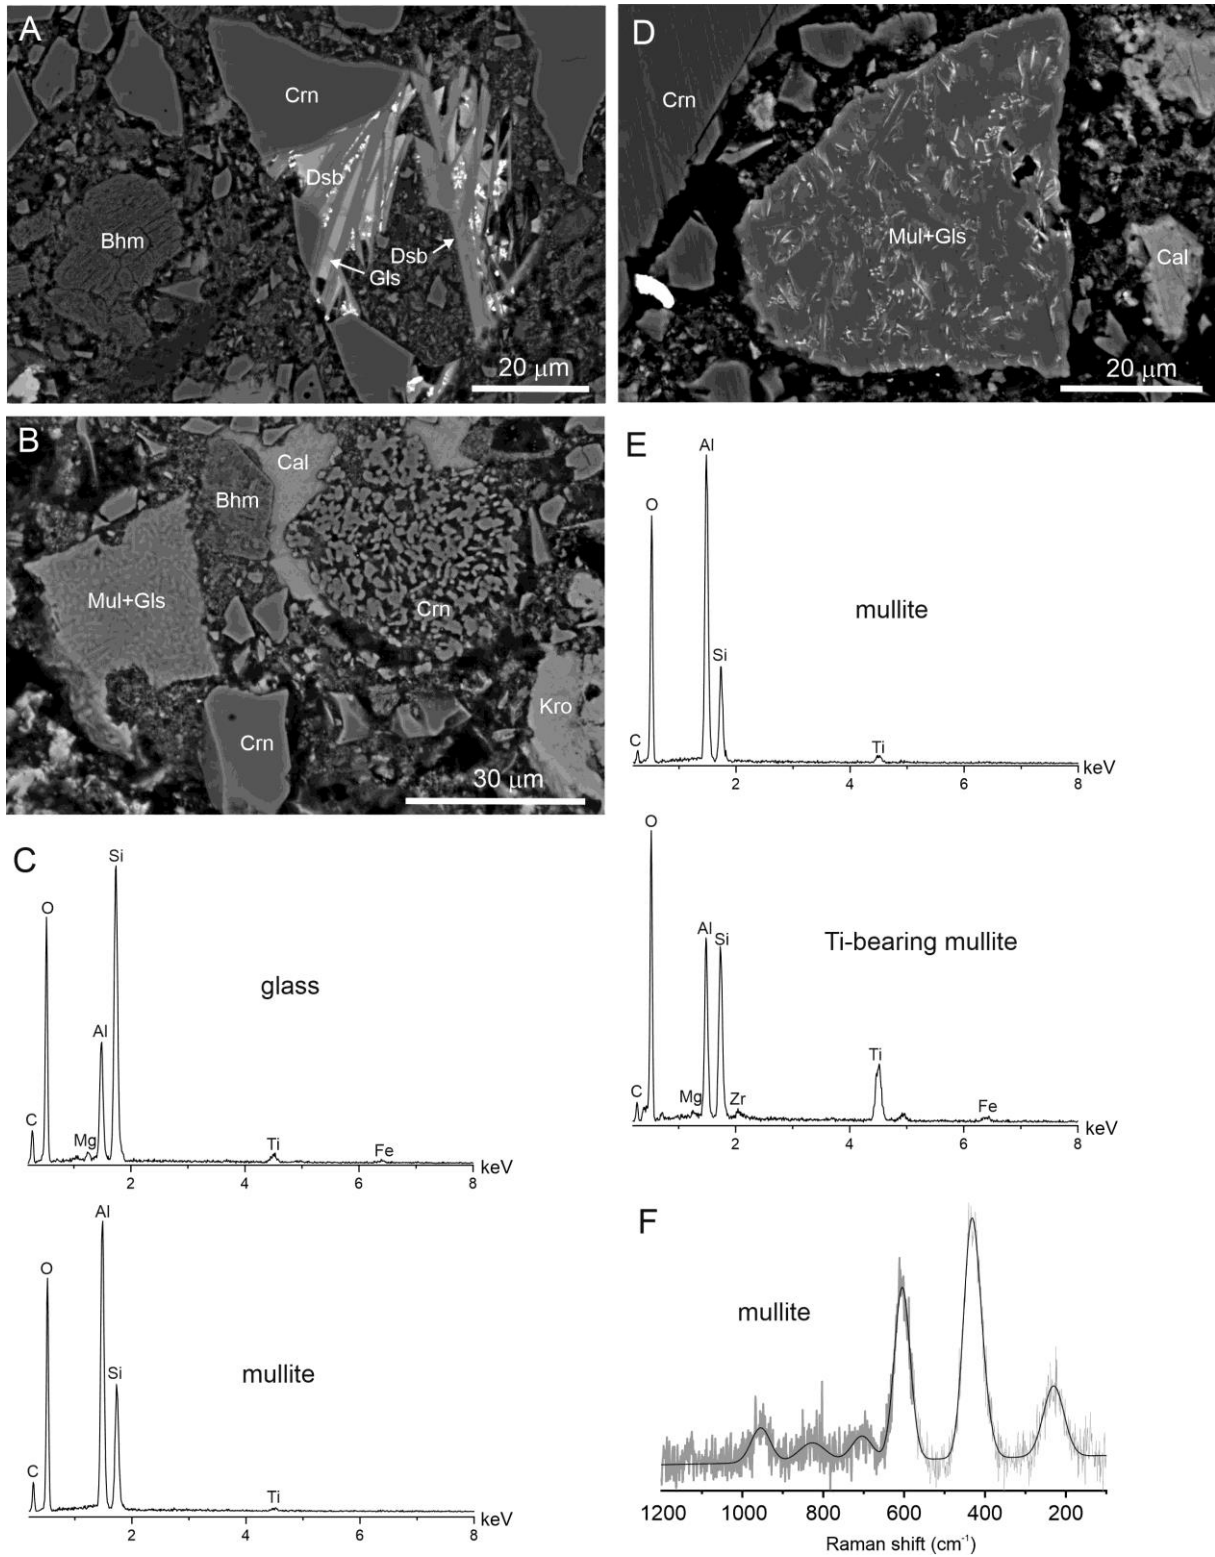 A
Crn
Dsb
Bhm
Dsb
Gls
20 μm
B
Cal
Bhm
Mul+Gls
Crn
Kro
Crn
30 μm
C
Si
O
glass
Al
C
Mg
Ti
Fe
2 4 6 8 keV
Al
O
mullite
Si
C
Ti
2 4 6 8 keV
D
Crn
Mul+Gls
Cal
20 μm
E
Al
O
mullite
Si
C
Ti
2 4 6 8 keV
O
Al
Si
Ti-bearing mullite
Ti
C
Mg
Zr
Fe
2 4 6 8 keV
F
mullite
1200 1000 800 600 400 200
Raman shift (cm⁻¹)